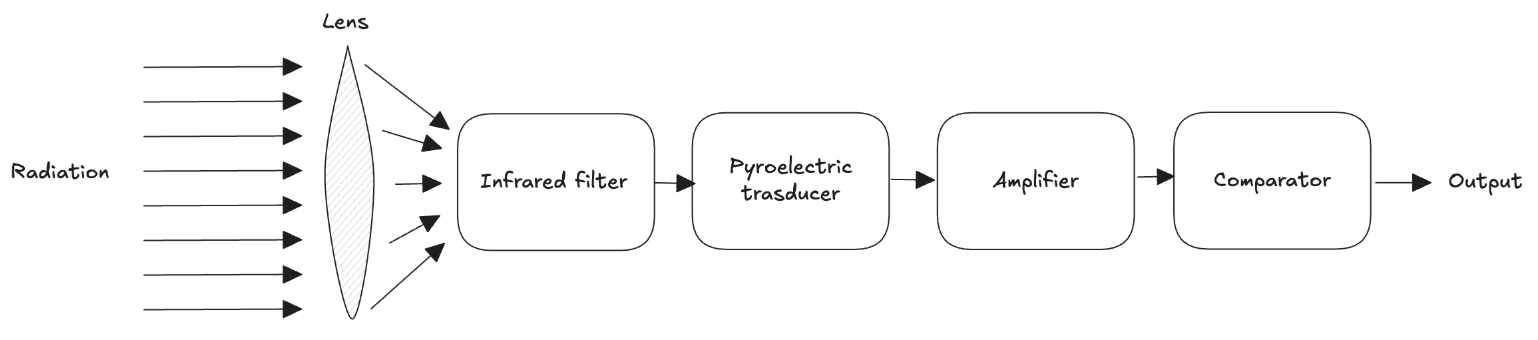 Lens
Radiation
Infrared filter
Pyroelectric
trasducer
Amplifier
Comparator
Output